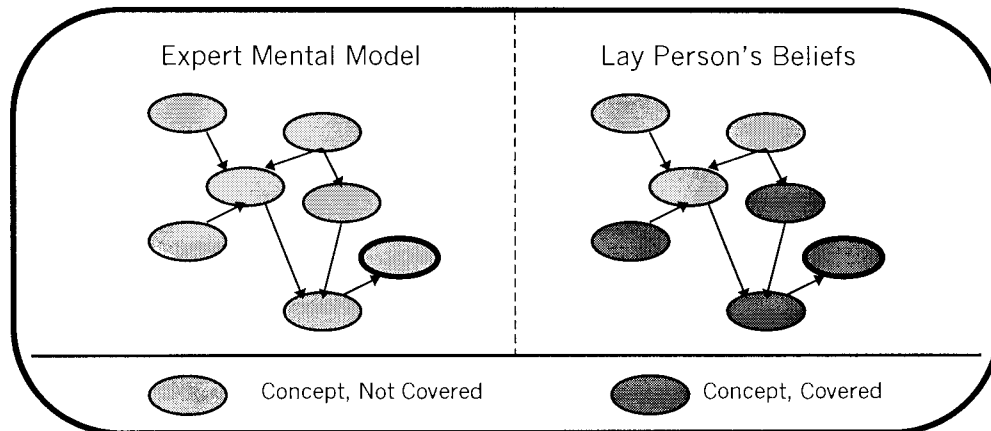 Expert Mental Model
Lay Person's Beliefs
Concept, Not Covered
Concept, Covered